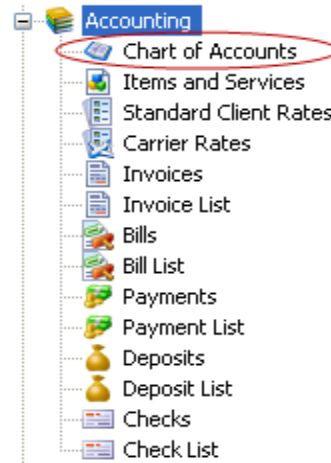 Accounting
Chart of Accounts
Items and Services
Standard Client Rates
Carrier Rates
Invoices
Invoice List
Bills
Bill List
Payments
Payment List
Deposits
Deposit List
Checks
Check List